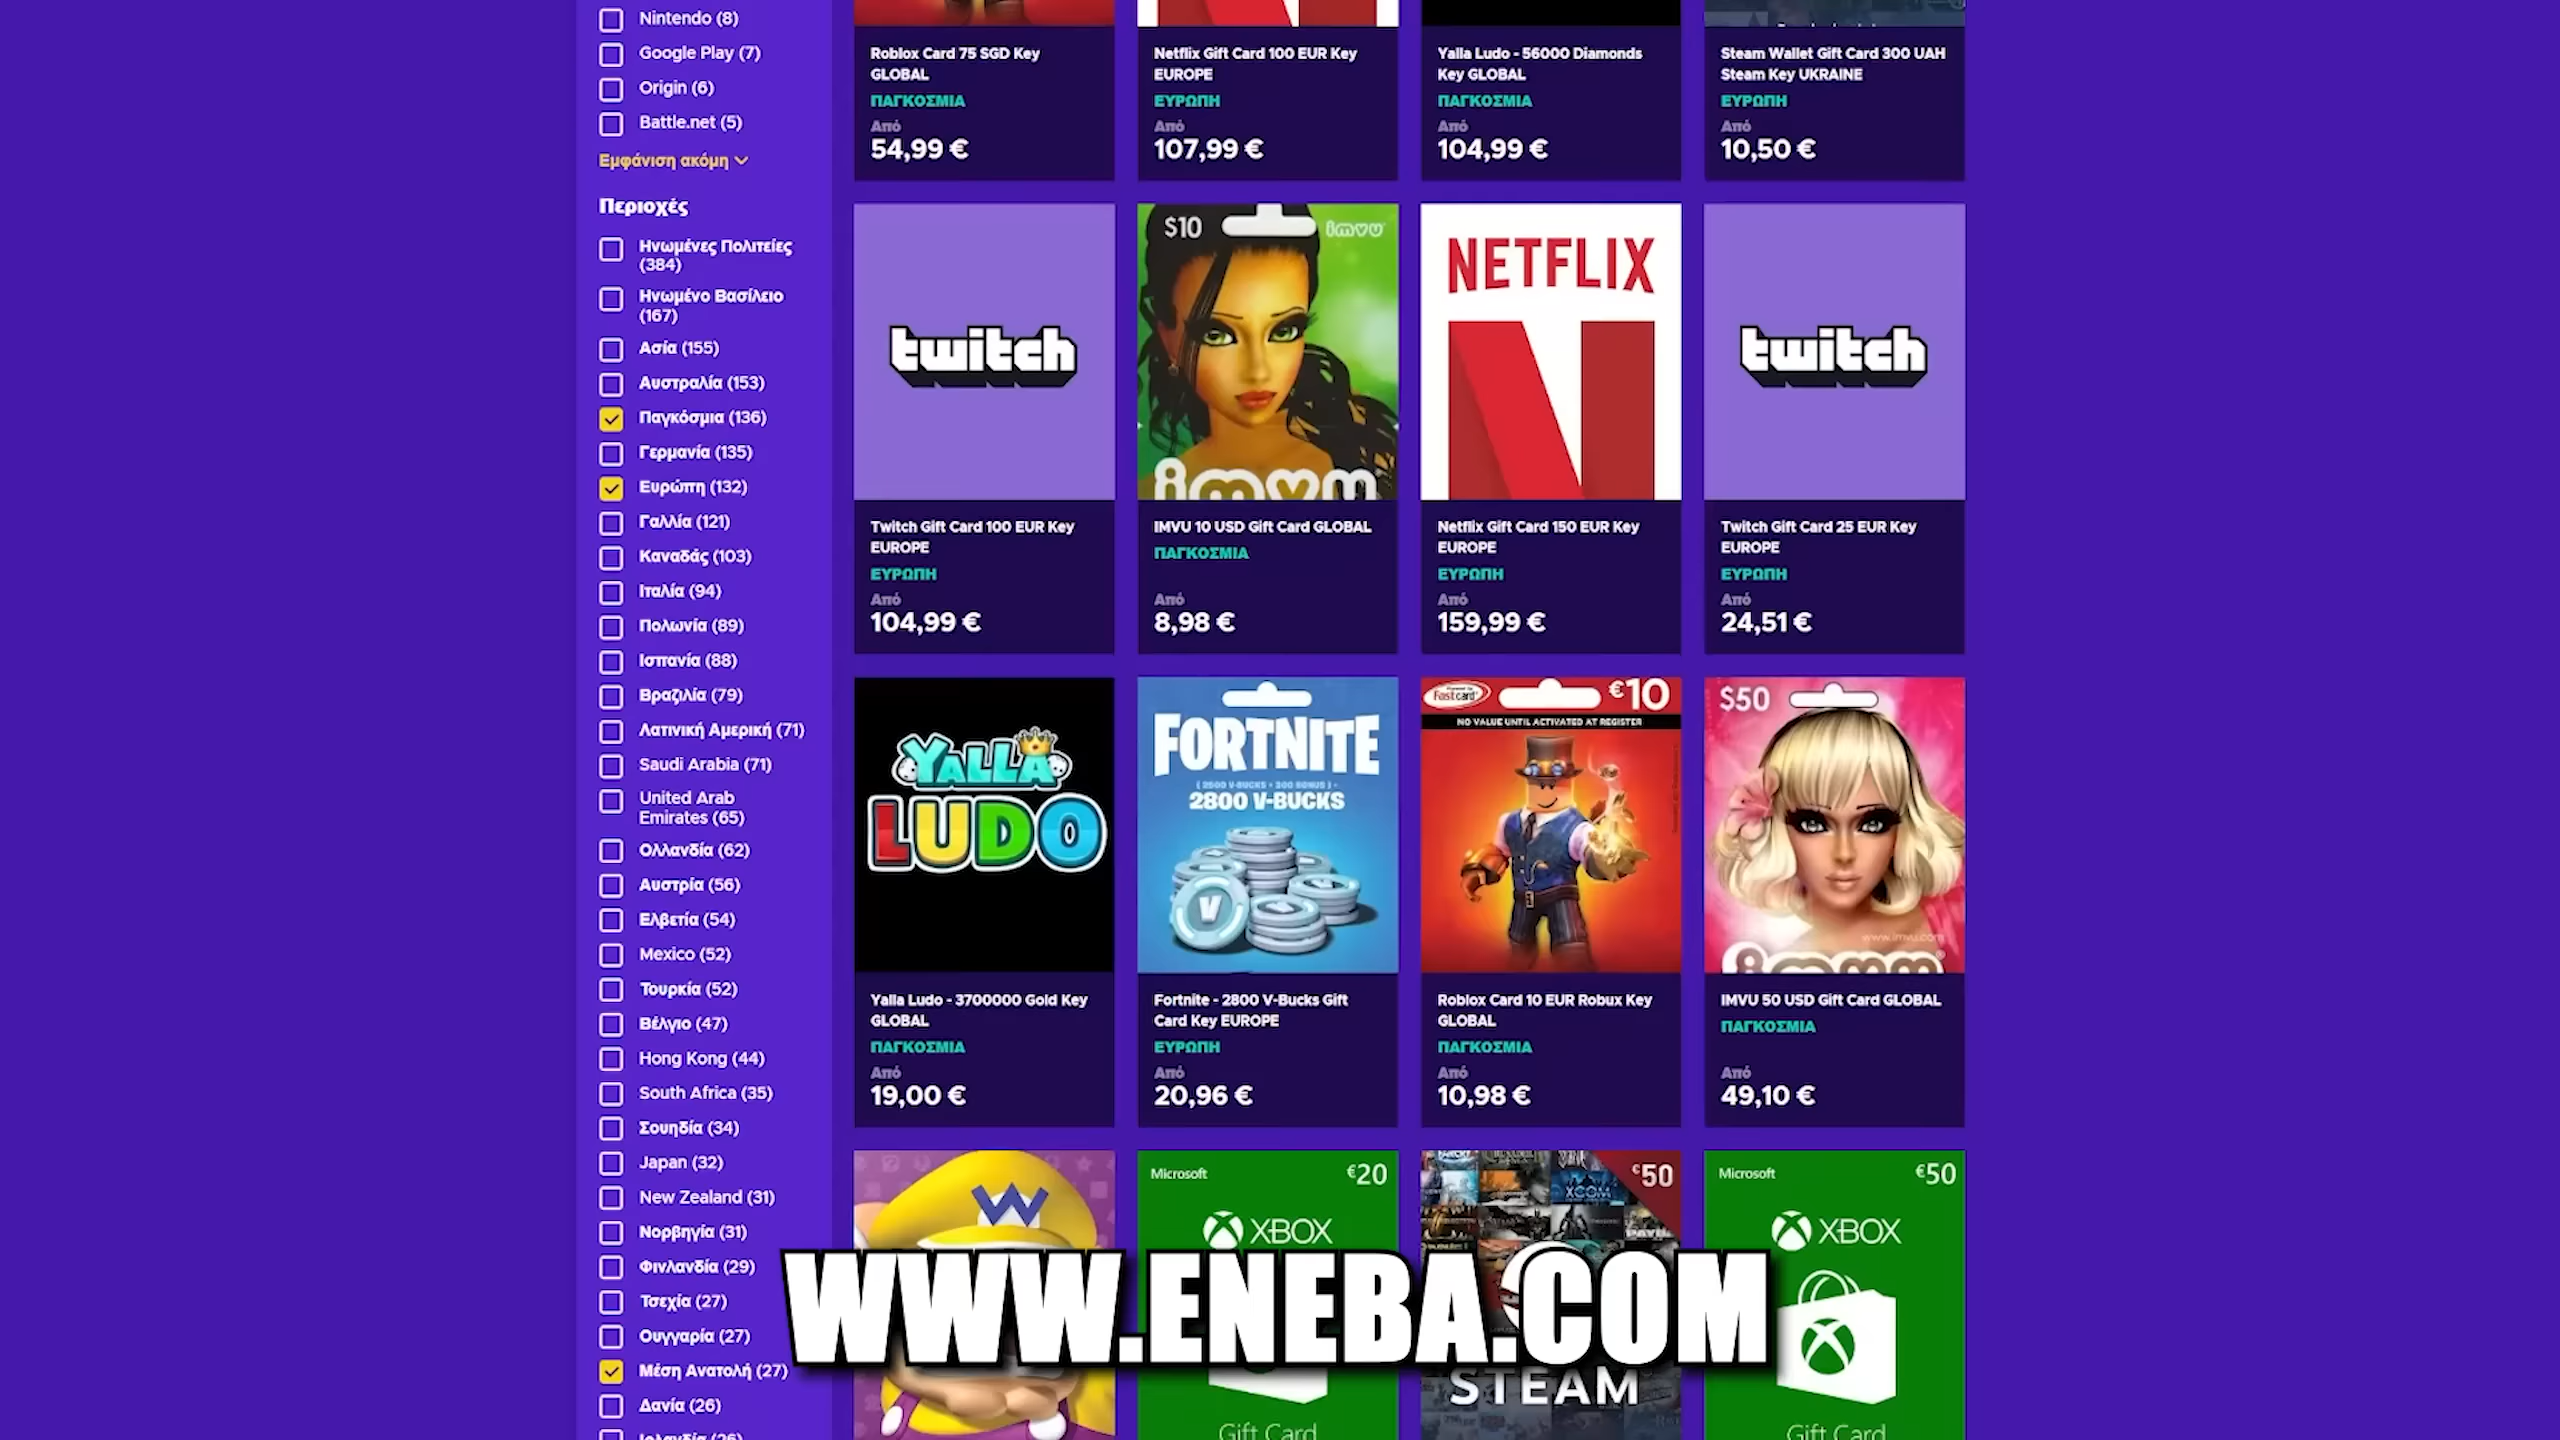 Nintendo (8)
Google Play (7)
Origin (6)
Battle.net (5)
Εμφάνιση ακόμη
Περιοχές
Ηνωμένες Πολιτείες
(384)
Ηνωμένο Βασίλειο
(167)
Ασία (155)
Αυστραλία (153)
Παγκόσμια (136)
Γερμανία (135)
Ευρώπη (132)
Γαλλία (121)
Καναδάς (103)
Ιταλία (94)
Πολωνία (89)
Ισπανία (88)
Βραζιλία (79)
Λατινική Αμερική (71)
Saudi Arabia (71)
United Arab
Emirates (65)
Ολλανδία (62)
Αυστρία (56)
Ελβετία (54)
Mexico (52)
Τουρκία (52)
Βέλγιο (47)
Hong Kong (44)
South Africa (35)
Σουηδία (34)
Japan (32)
New Zealand (31)
Νορβηγία (31)
Φινλανδία (29)
Τσεχία (27)
Ουγγαρία (27)
Μέση Ανατολή (27)
Δανία (26)
Roblox Card 75 SGD Key
GLOBAL
ΠΑΓΚΟΣΜΙΑ
Από
54,99 €
Netflix Gift Card 100 EUR Key
EUROPE
ΕΥΡΩΠΗ
Από
107,99 €
Yalla Ludo - 56000 Diamonds
Key GLOBAL
ΠΑΓΚΟΣΜΙΑ
Από
104,99 €
Steam Wallet Gift Card 300 UAH
Steam Key UKRAINE
ΕΥΡΩΠΗ
Από
10,50 €
twitch
Twitch Gift Card 100 EUR Key
EUROPE
ΕΥΡΩΠΗ
Από
104,99 €
$10
imvu
imvu
IMVU 10 USD Gift Card GLOBAL
ΠΑΓΚΟΣΜΙΑ
Από
8,98 €
NETFLIX
Netflix Gift Card 150 EUR Key
EUROPE
ΕΥΡΩΠΗ
Από
159,99 €
twitch
Twitch Gift Card 25 EUR Key
EUROPE
ΕΥΡΩΠΗ
Από
24,51 €
YALLA
LUDO
Yalla Ludo - 3700000 Gold Key
GLOBAL
ΠΑΓΚΟΣΜΙΑ
Από
19,00 €
FORTNITE
2800 V-BUCKS
V
Fortnite - 2800 V-Bucks Gift
Card Key EUROPE
ΕΥΡΩΠΗ
Από
20,96 €
Fastcard
€10
NO VALUE UNTIL ACTIVATED AT REGISTER
Roblox Card 10 EUR Robux Key
GLOBAL
ΠΑΓΚΟΣΜΙΑ
Από
10,98 €
$50
www.imvu.com
IMVU 50 USD Gift Card GLOBAL
ΠΑΓΚΟΣΜΙΑ
Από
49,10 €
W
Microsoft
€20
XBOX
Gift Card
€50
XCOM
STEAM
Microsoft
€50
XBOX
Gift Card
WWW.ENEBA.COM